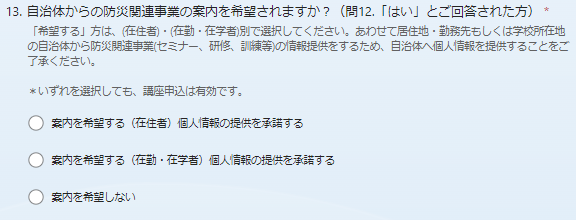 13. 自治体からの防災関連事業の案内を希望されますか？（問12.「はい」とご回答された方） *
「希望する」方は、(在住者)・(在勤・在学者)別で選択してください。あわせて居住地・勤務先もしくは学校所在地
の自治体から防災関連事業(セミナー、研修、訓練等)の情報提供をするため、自治体へ個人情報を提供することをご
了承ください。
＊いずれを選択しても、講座申込は有効です。
案内を希望する（在住者）個人情報の提供を承諾する
案内を希望する（在勤・在学者）個人情報の提供を承諾する
案内を希望しない